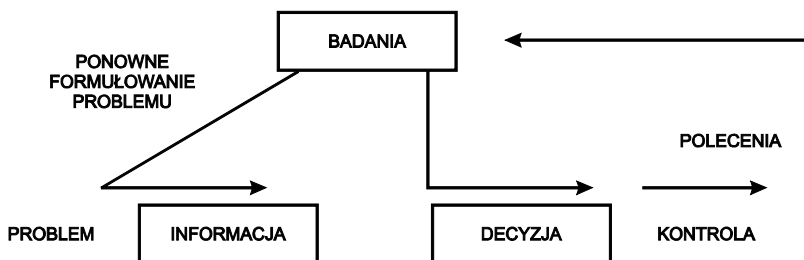 BADANIA
PONOWNE
FORMUŁOWANIE
PROBLEMU
POLECENIA
PROBLEM
INFORMACJA
DECYZJA
KONTROLA